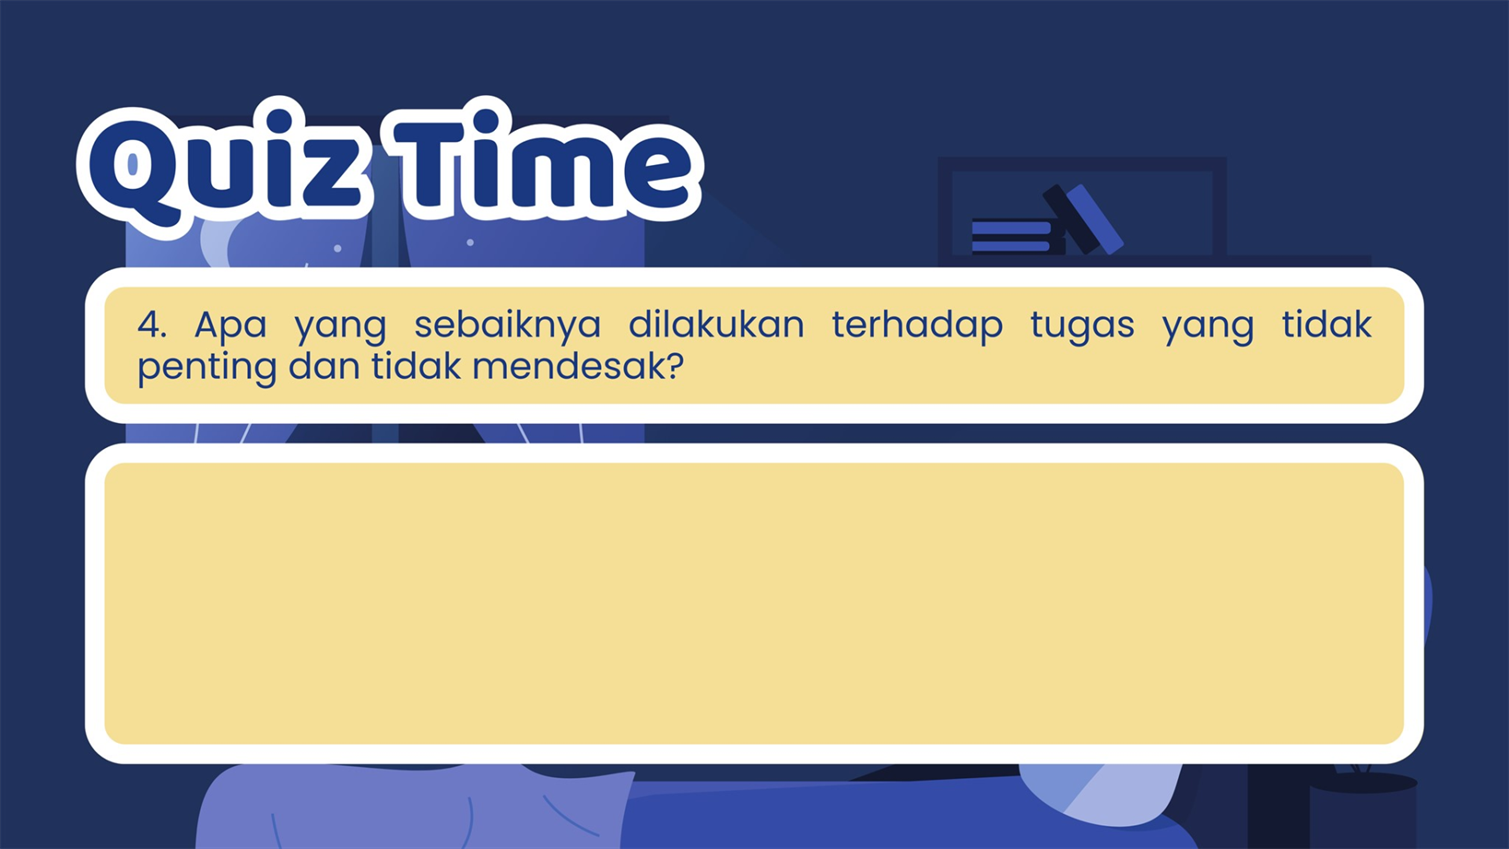 Quiz Time
4. Apa yang sebaiknya dilakukan terhadap tugas yang tidak
penting dan tidak mendesak?